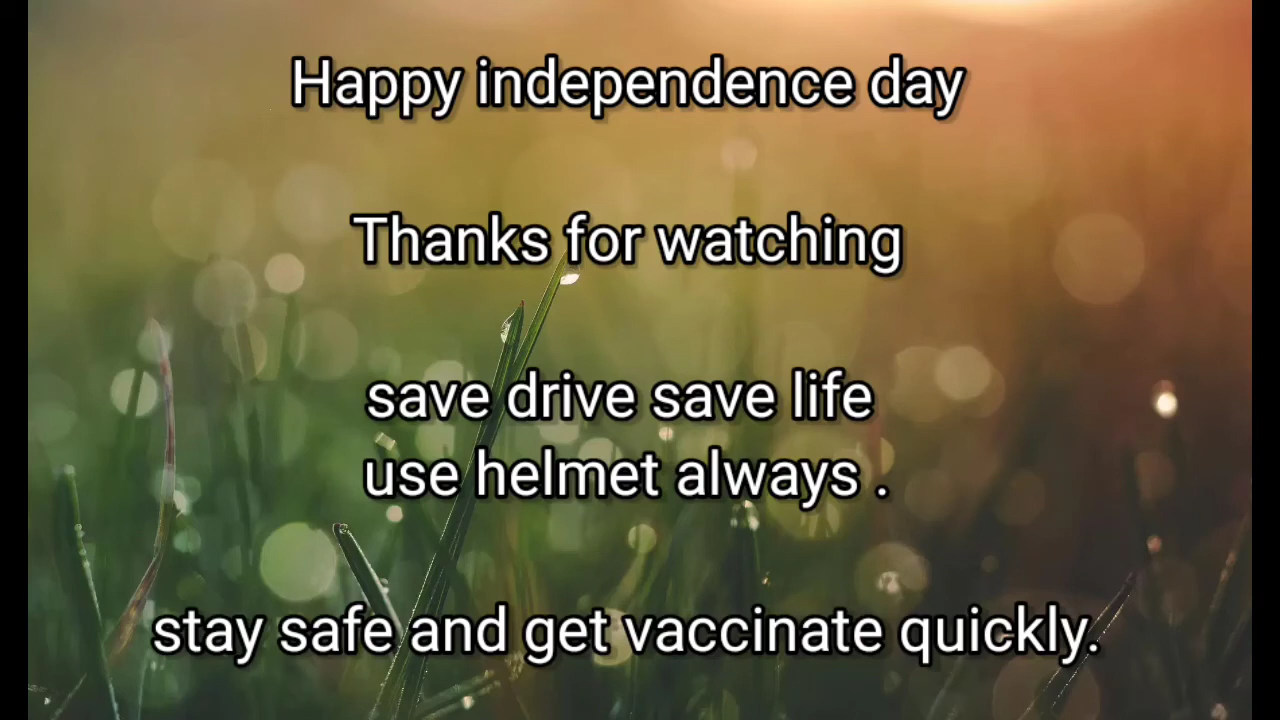 Happy independence day
Thanks for watching
save drive save life
use helmet always .
stay safe and get vaccinate quickly.